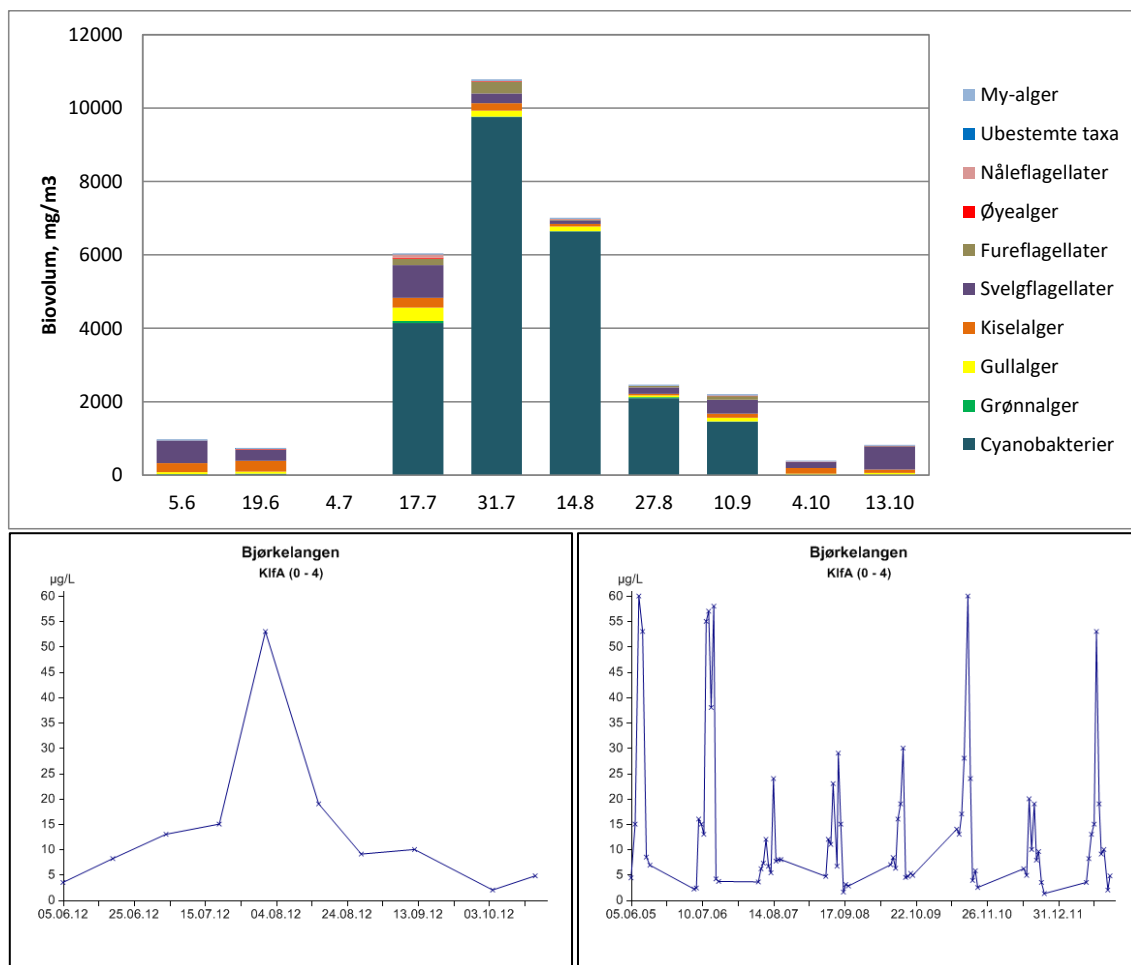 12000
10000
8000
6000
4000
2000
0
Biovolum, mg/m3
5.6 19.6 4.7 17.7 31.7 14.8 27.8 10.9 4.10 13.10
My-alger
Ubestemte taxa
Nåleflagellater
Øyealger
Fureflagellater
Svelgflagellater
Kiselalger
Gullalger
Grønnalger
Cyanobakterier
Bjørkelangen
KlfA (0 - 4)
µg/L
60
55
50
45
40
35
30
25
20
15
10
5
0
05.06.12 25.06.12 15.07.12 04.08.12 24.08.12 13.09.12 03.10.12
Bjørkelangen
KlfA (0 - 4)
µg/L
60
55
50
45
40
35
30
25
20
15
10
5
0
05.06.05 10.07.06 14.08.07 17.09.08 22.10.09 26.11.10 31.12.11